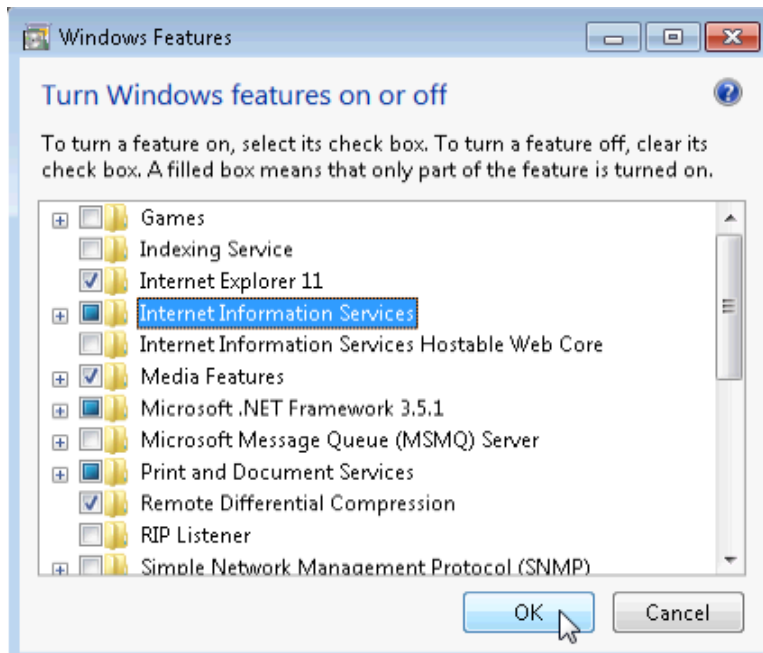 Windows Features
Turn Windows features on or off
To turn a feature on, select its check box. To turn a feature off, clear its
check box. A filled box means that only part of the feature is turned on.
Games
Indexing Service
Internet Explorer 11
Internet Information Services
Internet Information Services Hostable Web Core
Media Features
Microsoft .NET Framework 3.5.1
Microsoft Message Queue (MSMQ) Server
Print and Document Services
Remote Differential Compression
RIP Listener
Simple Network Management Protocol (SNMP)
OK
Cancel